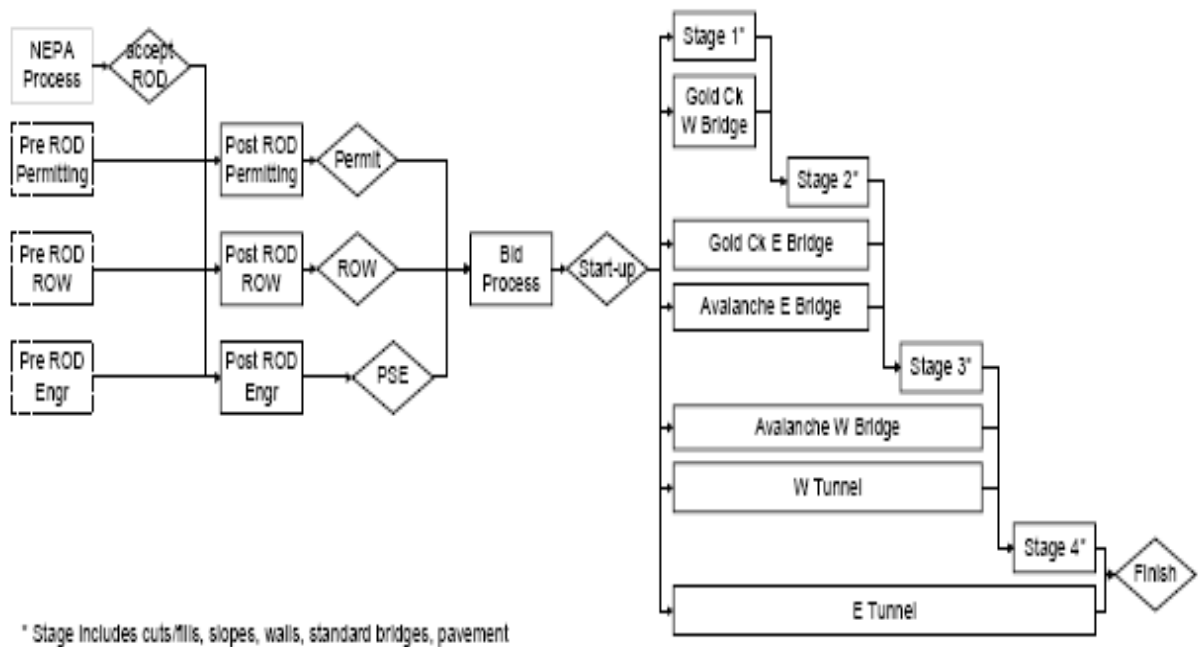 NEPA
Process
accept
ROD
Pre ROD
Permitting
Post ROD
Permitting
Permit
Pre ROD
ROW
Post ROD
ROW
ROW
Pre ROD
Engr
Post ROD
Engr
PSE
Bid
Process
Start-up
Stage 1*
Gold Ck
W Bridge
Stage 2*
Gold Ck E Bridge
Avalanche E Bridge
Stage 3*
Avalanche W Bridge
W Tunnel
Stage 4*
E Tunnel
Finish
* Stage includes cuts/fills, slopes, walls, standard bridges, pavement